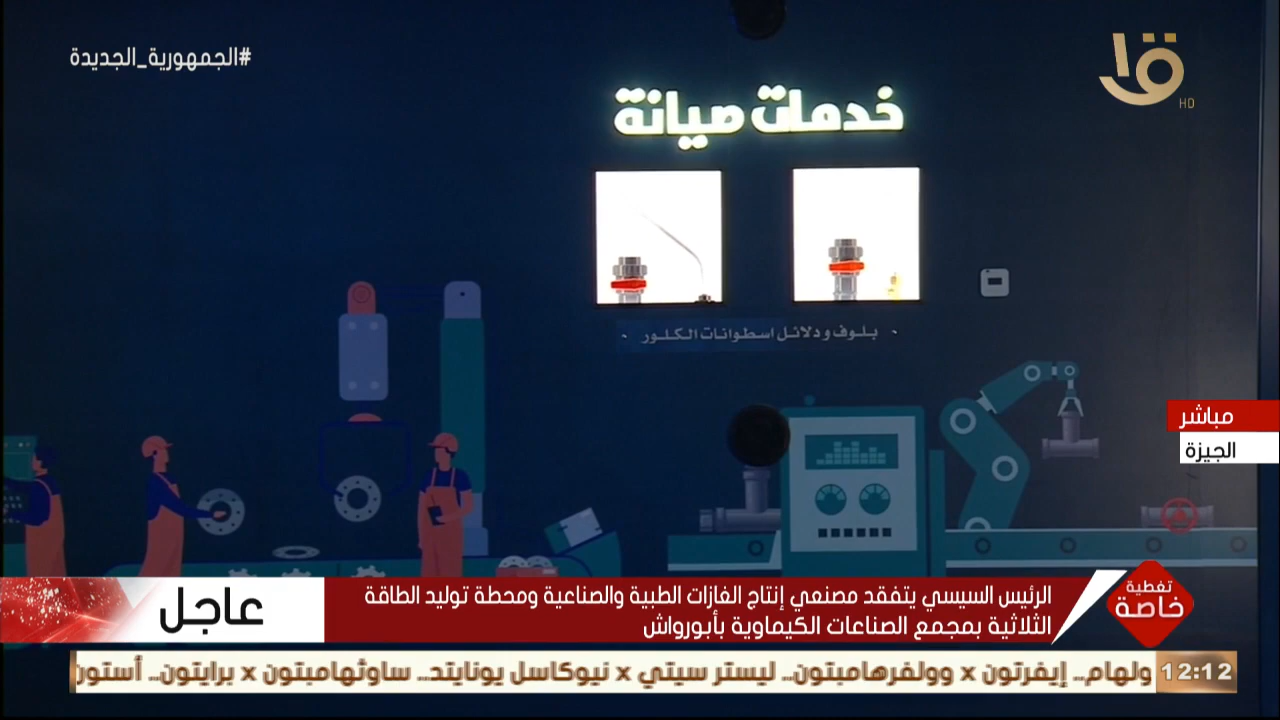 #الجمهورية_الجديدة
HD
خدمات صيانة
- بلوف و دلائل اسطوانات الكلور -
مباشر
الجيزة
تغطية
خاصة
الرئيس السيسي يتفقد مصنعي إنتاج الغازات الطبية والصناعية ومحطة توليد الطاقة
الثلاثية بمجمع الصناعات الكيماوية بأبورواش
عاجل
12:12
ولهام.. إيفرتون x وولفرهامبتون.. ليستر سيتي x نيوكاسل يونايتد.. ساوثهامبتون x برايتون.. أستون